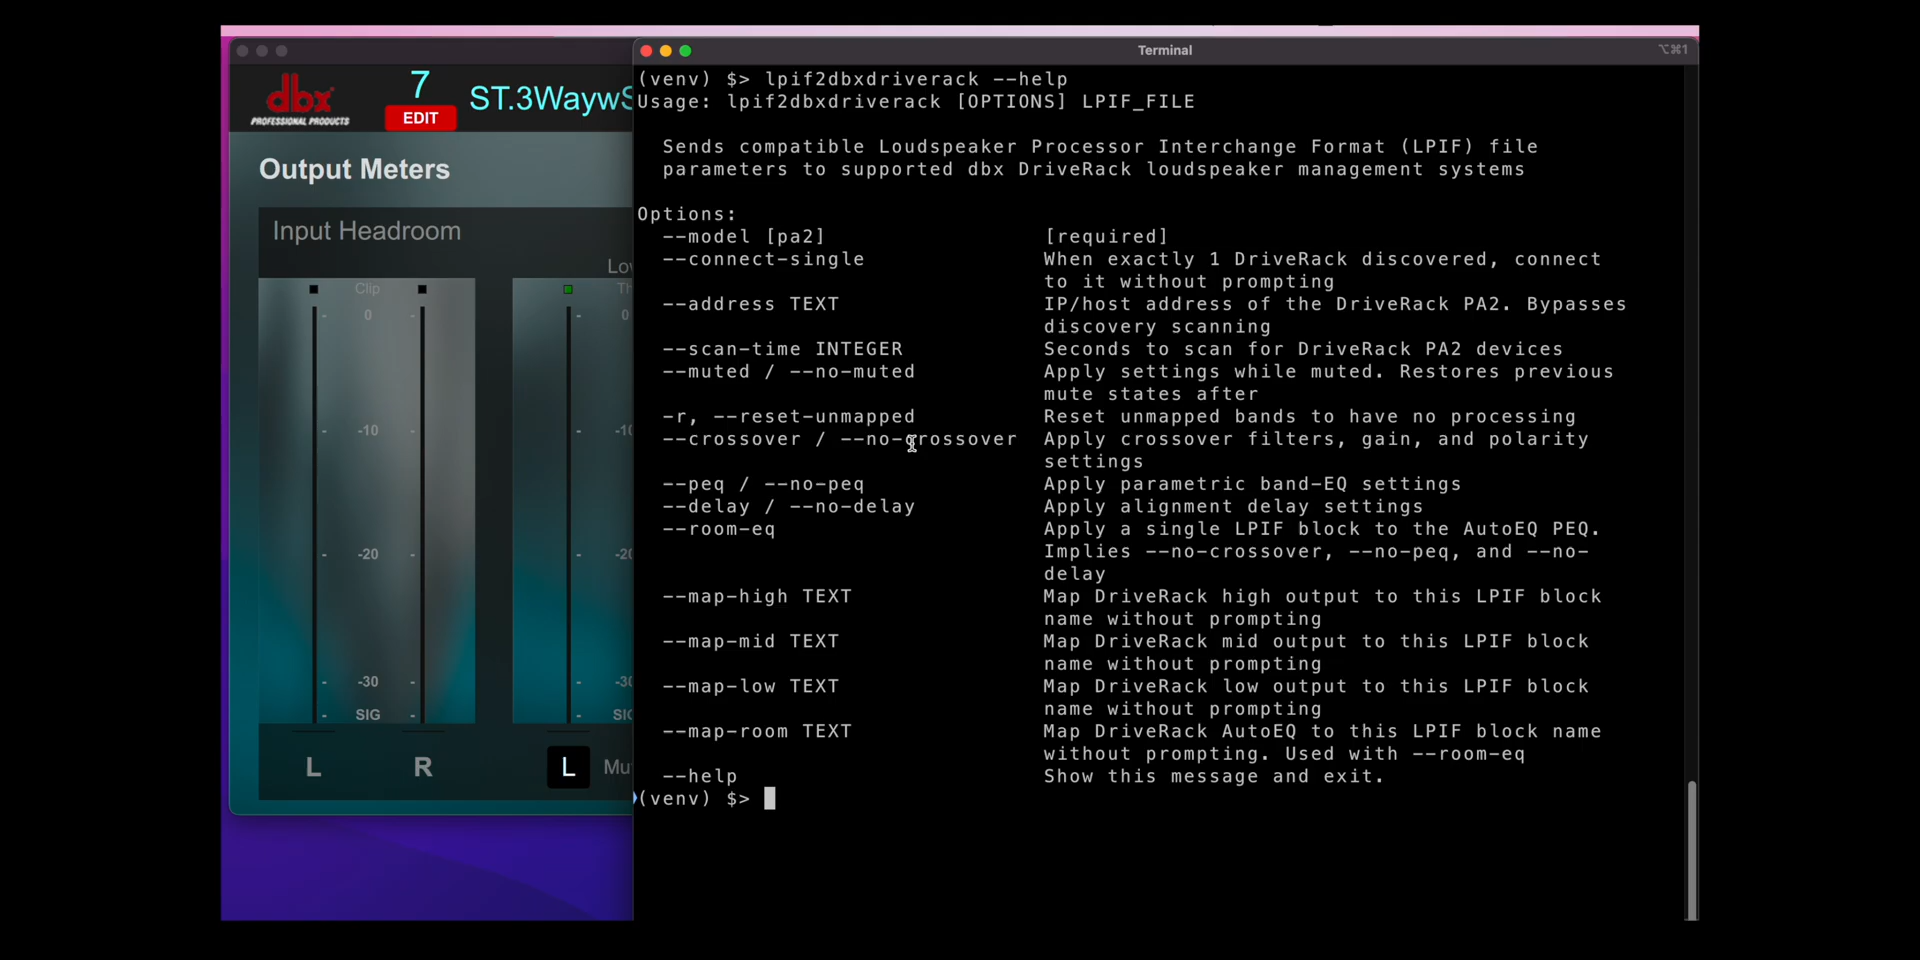 dbx
PROFESSIONAL PRODUCTS
7
EDIT
ST.3WaywS
Output Meters
Input Headroom
Clip
0
-10
-20
-30
SIG
L
R
L
Terminal
⌥⌘1
(venv) $> lpif2dbxdriverack --help
Usage: lpif2dbxdriverack [OPTIONS] LPIF_FILE
Sends compatible Loudspeaker Processor Interchange Format (LPIF) file
parameters to supported dbx DriveRack loudspeaker management systems
Options:
--model [pa2] [required]
--connect-single When exactly 1 DriveRack discovered, connect
to it without prompting
--address TEXT IP/host address of the DriveRack PA2. Bypasses
discovery scanning
--scan-time INTEGER Seconds to scan for DriveRack PA2 devices
--muted / --no-muted Apply settings while muted. Restores previous
mute states after
-r, --reset-unmapped Reset unmapped bands to have no processing
--crossover / --no-crossover Apply crossover filters, gain, and polarity
settings
--peq / --no-peq Apply parametric band-EQ settings
--delay / --no-delay Apply alignment delay settings
--room-eq Apply a single LPIF block to the AutoEQ PEQ.
Implies --no-crossover, --no-peq, and --no-
delay
--map-high TEXT Map DriveRack high output to this LPIF block
name without prompting
--map-mid TEXT Map DriveRack mid output to this LPIF block
name without prompting
--map-low TEXT Map DriveRack low output to this LPIF block
name without prompting
--map-room TEXT Map DriveRack AutoEQ to this LPIF block name
without prompting. Used with --room-eq
--help Show this message and exit.
(venv) $>